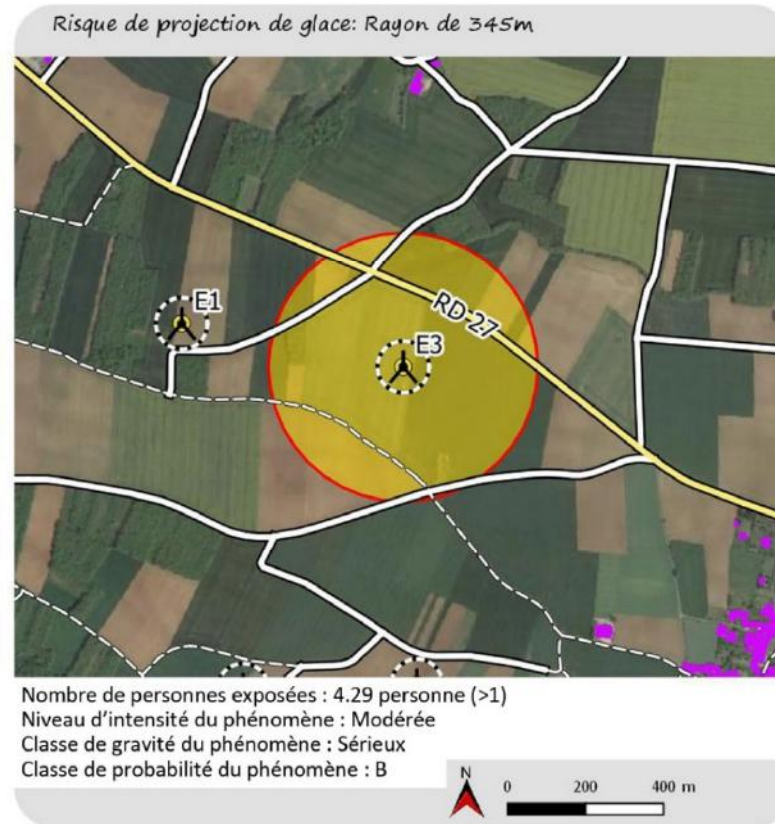 Risque de projection de glace: Rayon de 345m
E1
RD 27
E3
Nombre de personnes exposées : 4.29 personne (>1)
Niveau d'intensité du phénomène : Modérée
Classe de gravité du phénomène : Sérieux
Classe de probabilité du phénomène : B
N
0 200 400 m